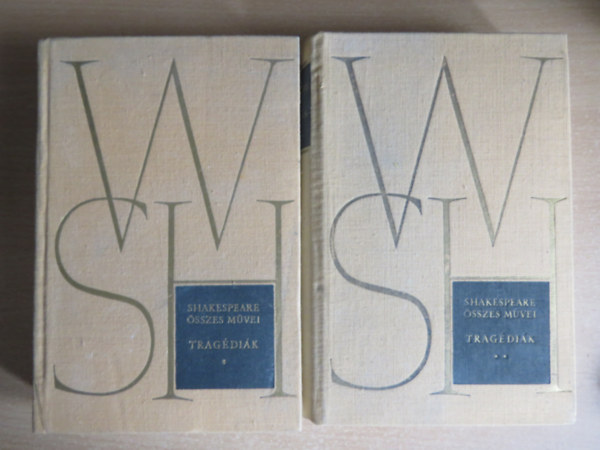 W
SH
SHAKESPEARE
ÖSSZES MŰVEI
TRAGÉDIÁK
*
W
SH
SHAKESPEARE
ÖSSZES MŰVEI
TRAGÉDIÁK
**